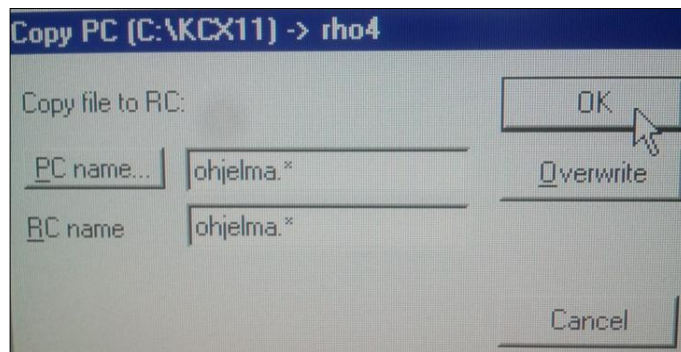 Copy PC (C:\KCX11) -> rho4
Copy file to RC:
OK
PC name...
ohjelma.*
Overwrite
RC name
ohjelma.*
Cancel